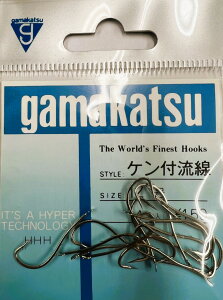 gamakatsu
gamakatsu
The World's Finest Hooks
STYLE: ケン付流線
SIZE
IT'S A HYPER
TECHNOLOGY
HHH